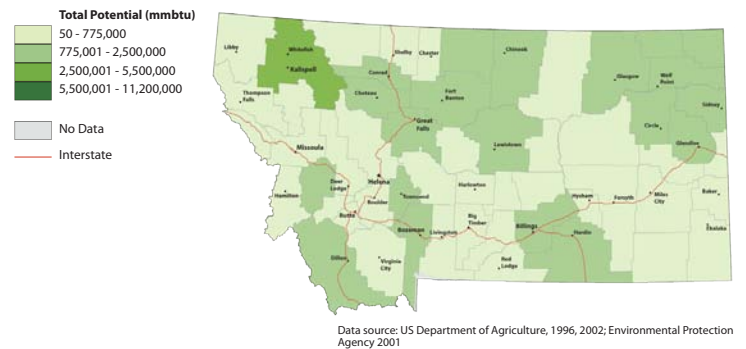 Total Potential (mmbtu)
50 - 775,000
775,001 - 2,500,000
2,500,001 - 5,500,000
5,500,001 - 11,200,000
No Data
Interstate
Libby
Whitefish
Kalispell
Shelby
Chester
Chinook
Conrad
Choteau
Fort
Benton
Glasgow
Wolf
Point
Sidney
Thompson
Falls
Great
Falls
Circle
Glendive
Missoula
Lewistown
Helena
Deer
Lodge
Hamilton
Boulder
Townsend
Harlowton
Hysham
Forsyth
Miles
City
Baker
Butte
Bozeman
Livingston
Big
Timber
Billings
Hardin
Ekalaka
Dillon
Virginia
City
Red
Lodge
Data source: US Department of Agriculture, 1996, 2002; Environmental Protection
Agency 2001